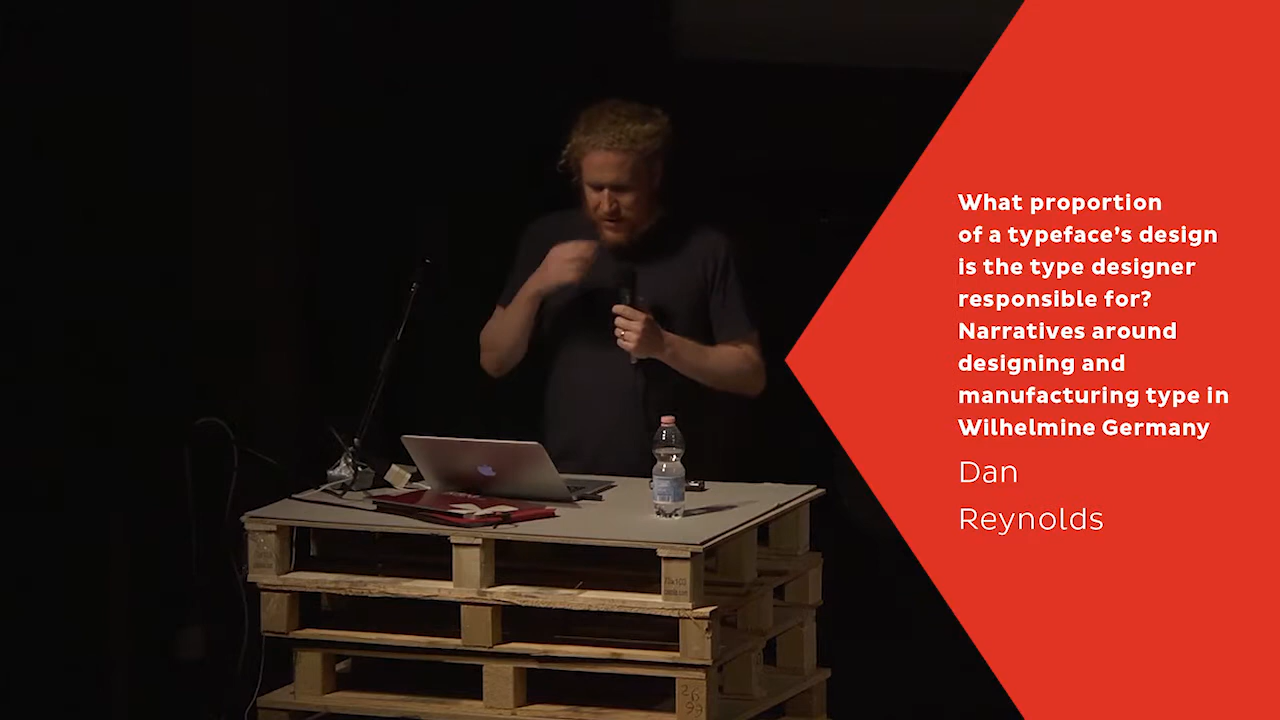 What proportion
of a typeface’s design
is the type designer
responsible for?
Narratives around
designing and
manufacturing type in
Wilhelmine Germany
Dan
Reynolds